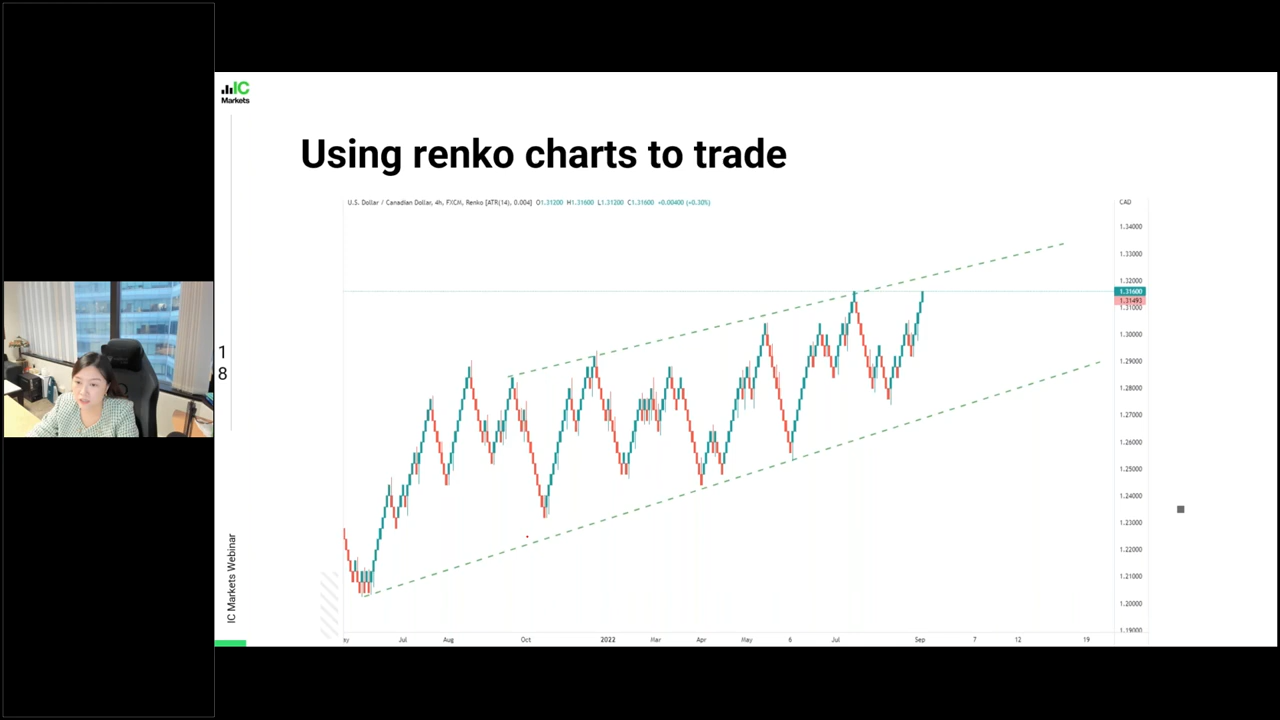 IC
Markets
Using renko charts to trade
U.S. Dollar / Canadian Dollar, 4h, FXCM, Renko [ATR(14), 0.004] O1.31200 H1.31600 L1.31200 C1.31600 +0.00400 (+0.30%)
CAD
1.34000
1.33000
1.32000
1.31600
1.31493
1.31000
1.30000
1.29000
1.28000
1.27000
1.26000
1.25000
1.24000
1.23000
1.22000
1.21000
1.20000
1.19000
ay Jul Aug Oct 2022 Mar Apr May 6 Jul Sep 7 12 19
1
8
IC Markets Webinar